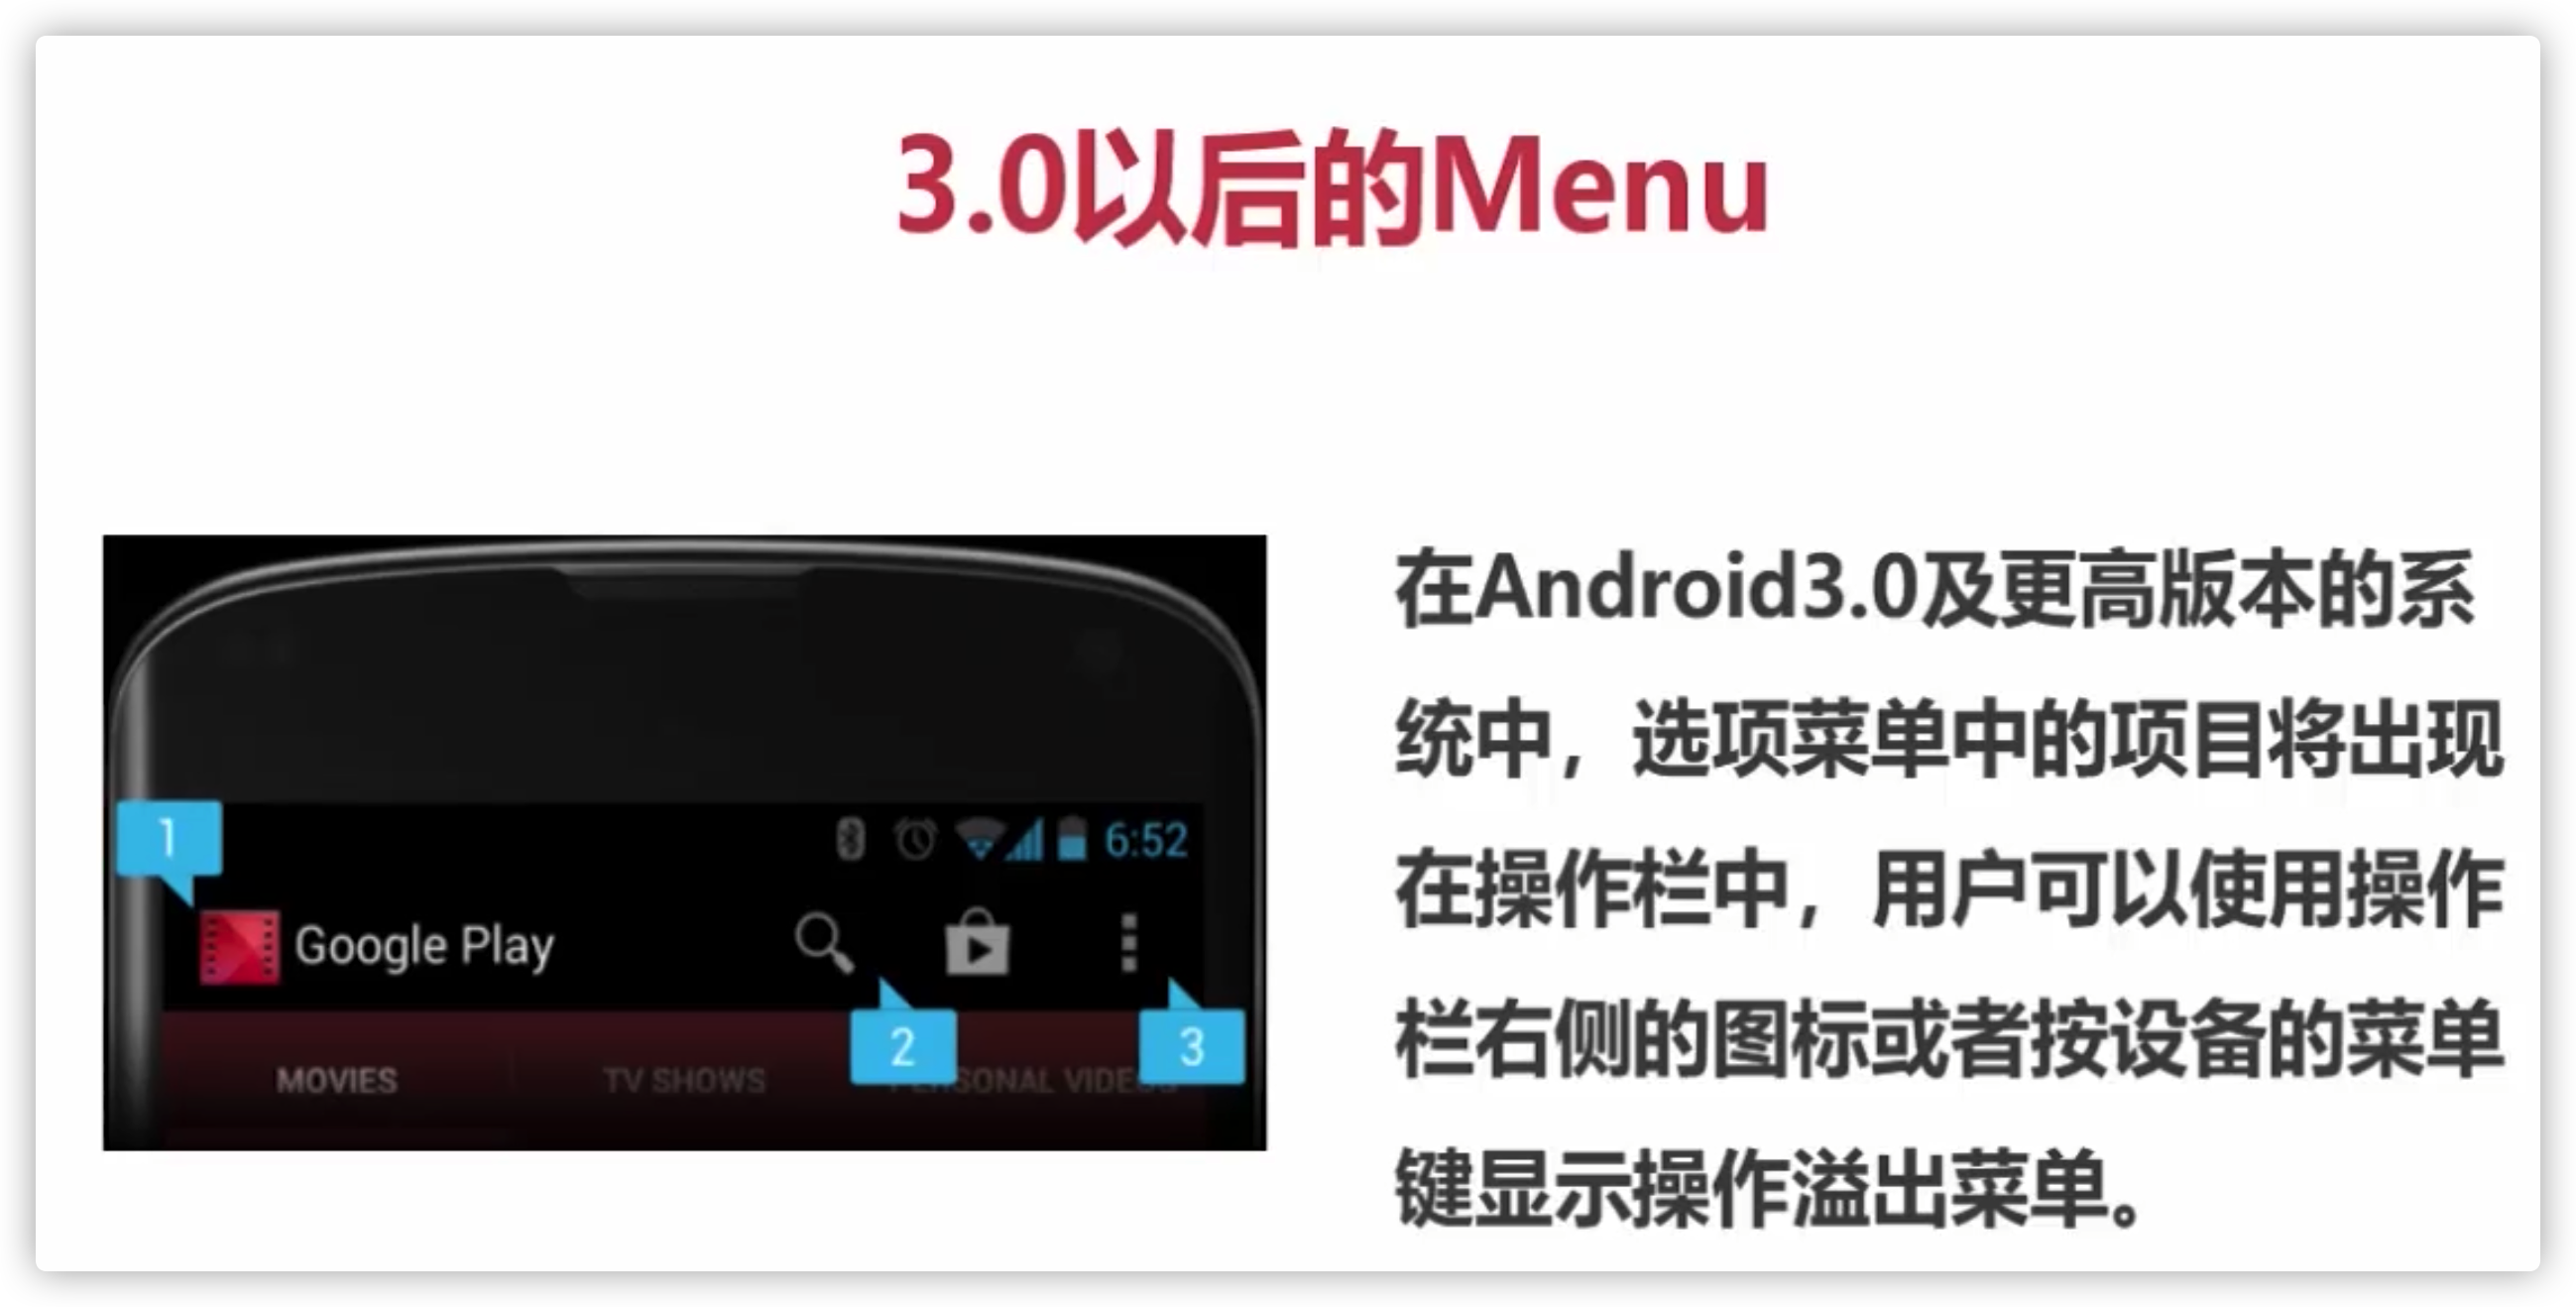 3.0以后的Menu
1
6:52
Google Play
2
3
MOVIES
TV SHOWS
PERSONAL VIDEOS
在Android3.0及更高版本的系
统中，选项菜单中的项目将出现
在操作栏中，用户可以使用操作
栏右侧的图标或者按设备的菜单
键显示操作溢出菜单。